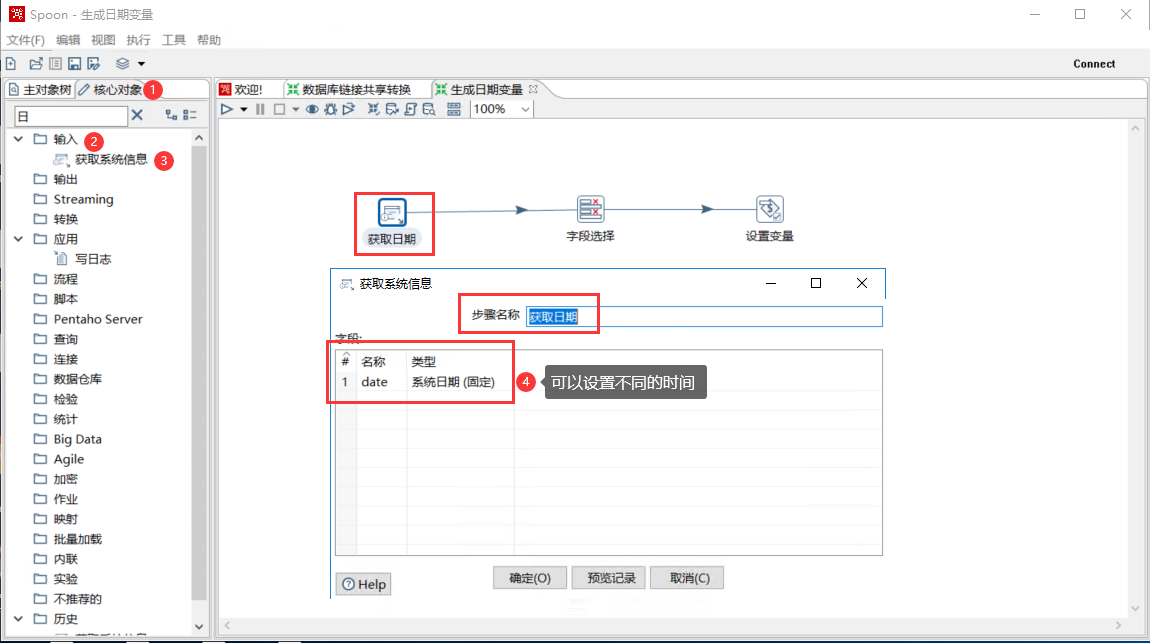 Spoon - 生成日期变量
文件(F) 编辑 视图 执行 工具 帮助
Connect
主对象树 核心对象 1 欢迎! 数据库链接共享转换 生成日期变量
日 100%
输入 2
获取系统信息 3
输出
Streaming
转换
应用
写日志
流程
脚本
Pentaho Server
查询
连接
数据仓库
检验
统计
Big Data
Agile
加密
作业
映射
批量加载
内联
实验
不推荐的
历史
获取系统信息
获取日期 字段选择 设置变量
获取系统信息
步骤名称 获取日期
字段:
# 名称 类型
1 date 系统日期 (固定) 4 可以设置不同的时间
Help 确定(O) 预览记录 取消(C)